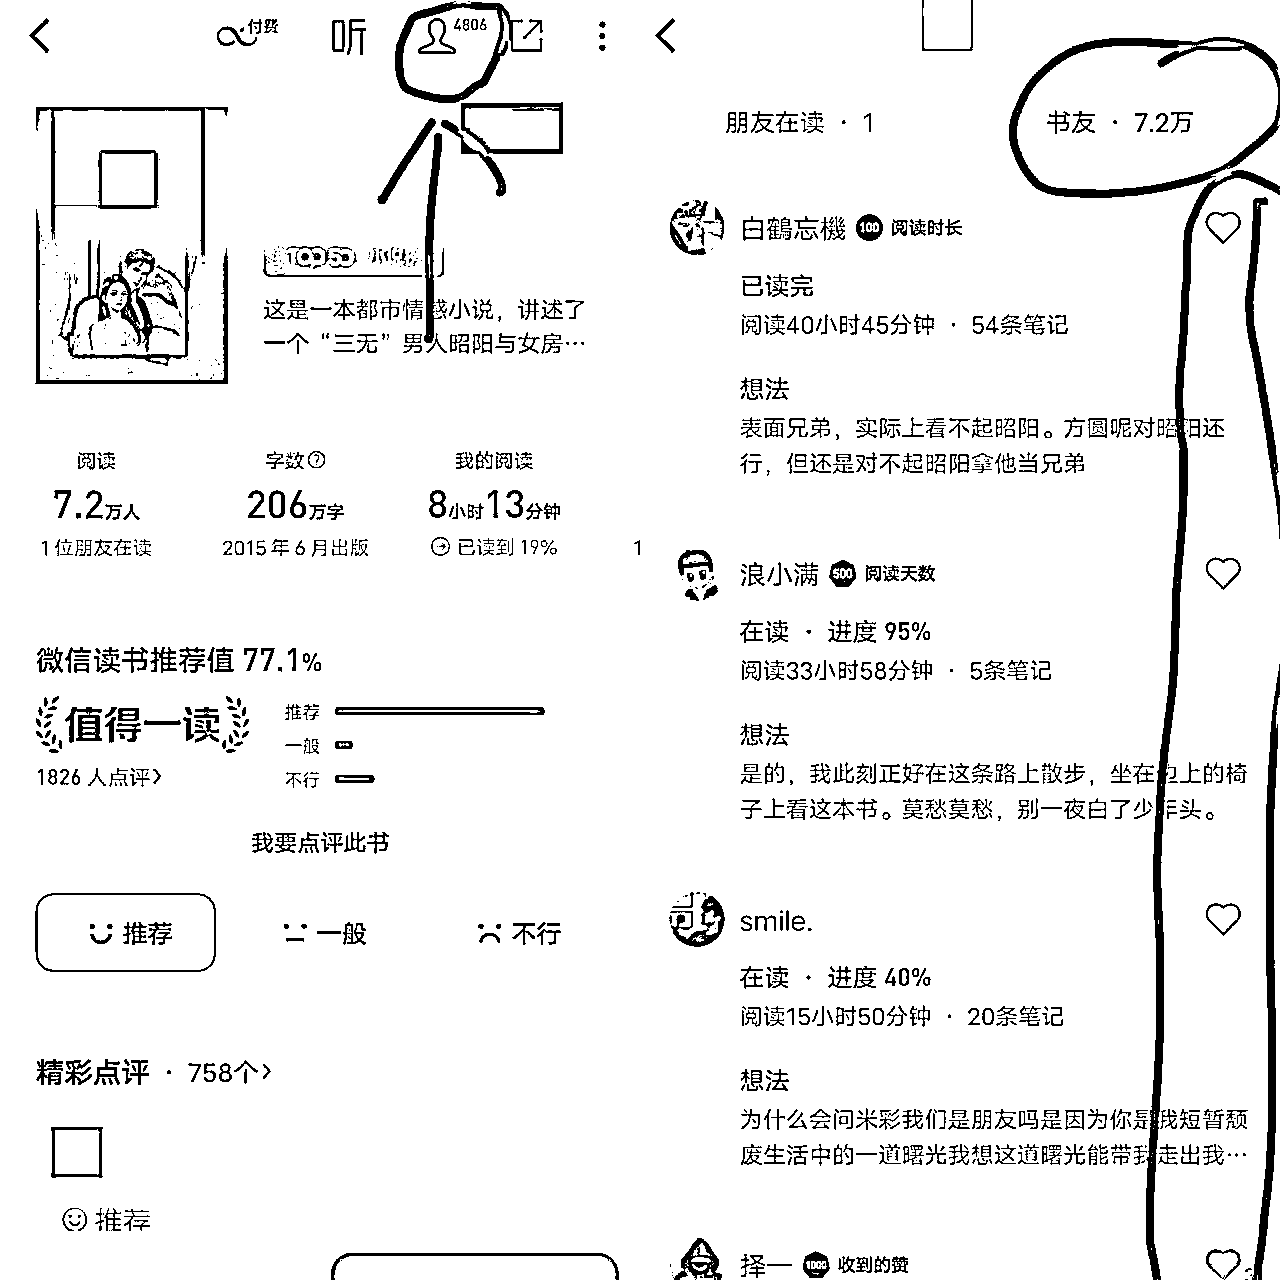 付费
听
4806
这是一本都市情感小说，讲述了
一个“三无”男人昭阳与女房…
阅读
字数?
我的阅读
7.2万人
206万字
8小时13分钟
1位朋友在读
2015年6月出版
已读到 19%
1
微信读书推荐值 77.1%
值得一读
推荐
一般
不行
1826 人点评
我要点评此书
推荐
一般
不行
精彩点评 · 758个
推荐
朋友在读 · 1
书友 · 7.2万
白鶴忘機 100 阅读时长
已读完
阅读40小时45分钟 · 54条笔记
想法
表面兄弟，实际上看不起昭阳。方圆呢对昭阳还
行，但还是对不起昭阳拿他当兄弟
浪小满 500 阅读天数
在读 · 进度 95%
阅读33小时58分钟 · 5条笔记
想法
是的，我此刻正好在这条路上散步，坐在边上的椅
子上看这本书。莫愁莫愁，别一夜白了少年头。
smile.
在读 · 进度 40%
阅读15小时50分钟 · 20条笔记
想法
为什么会问米彩我们是朋友吗是因为你是我短暂颓
废生活中的一道曙光我想这道曙光能带我走出我…
择一 1000 收到的赞